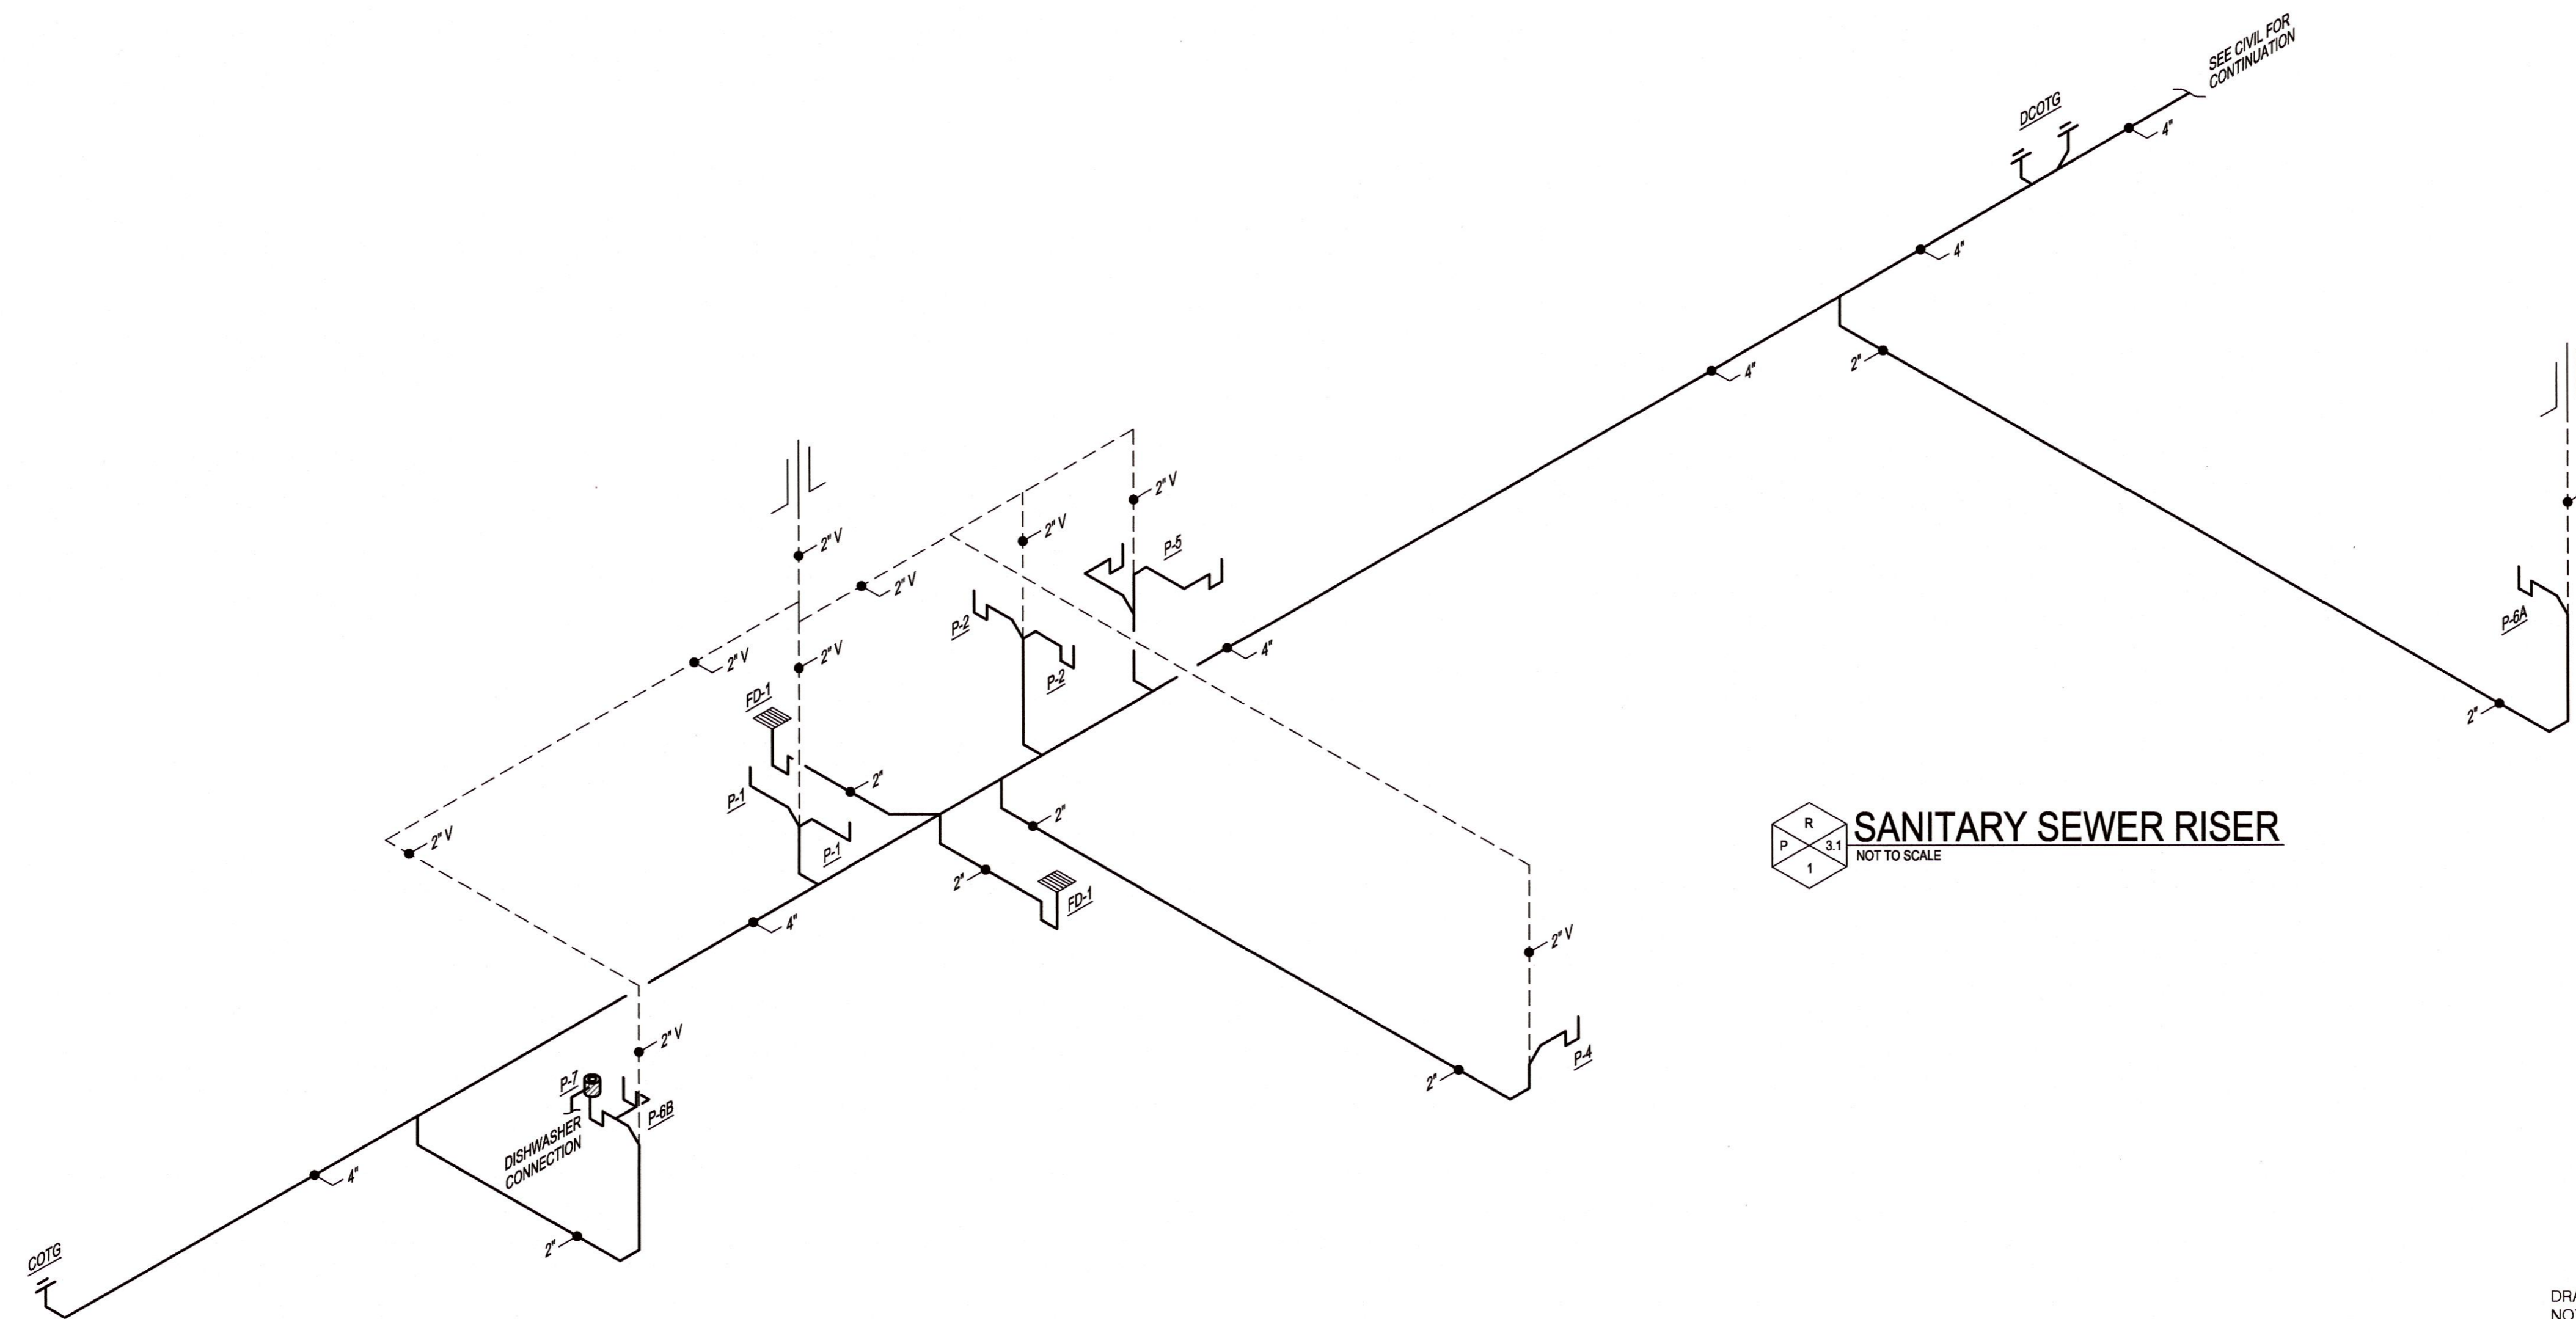 SEE CIVIL FOR
CONTINUATION
DCOTG
4"
4"
2"
4"
2" V
2" V
2" V
P-5
2" V
P-2
4"
P-6A
2" V
2" V
P-2
FD-1
2"
2"
P-1
2"
P-1
SANITARY SEWER RISER
NOT TO SCALE
R
P
3.1
1
2" V
2"
FD-1
4"
2" V
2" V
P-4
2"
P-7
P-6B
DISHWASHER
CONNECTION
4"
2"
COTG
DRA
NOT